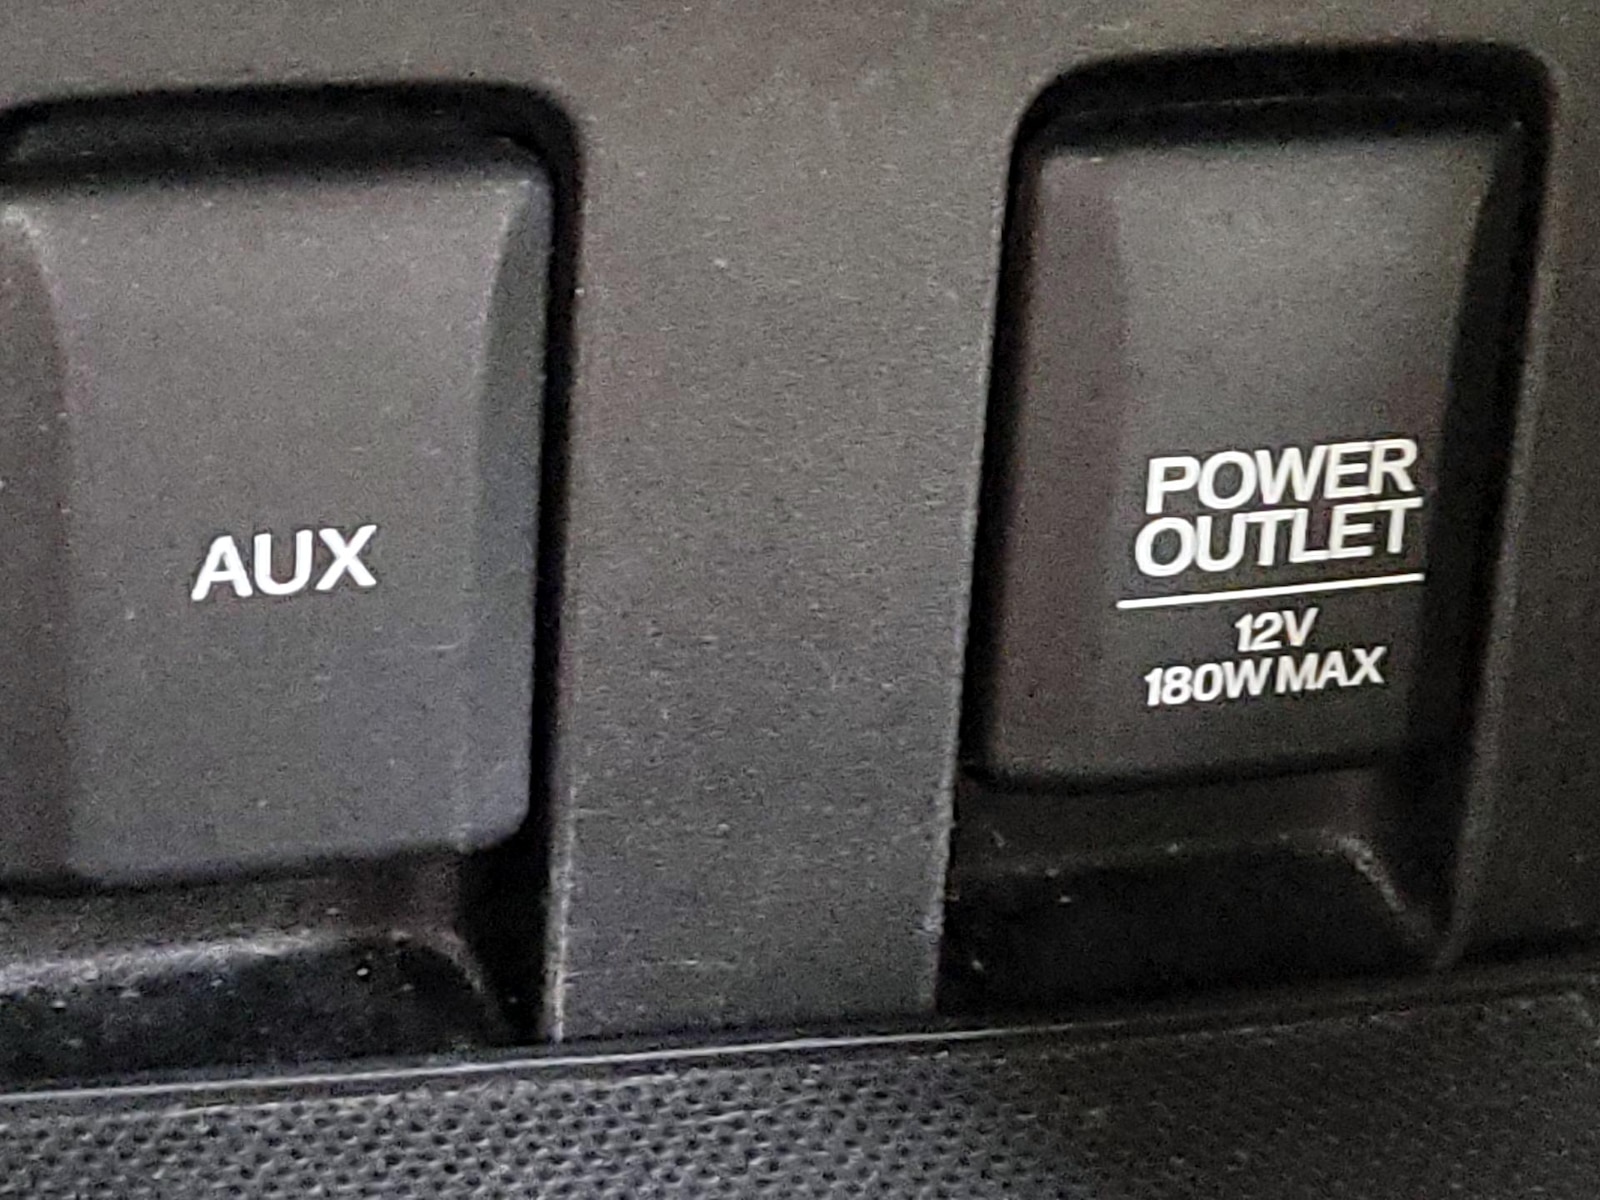 AUX
POWER
OUTLET
12V
180W MAX